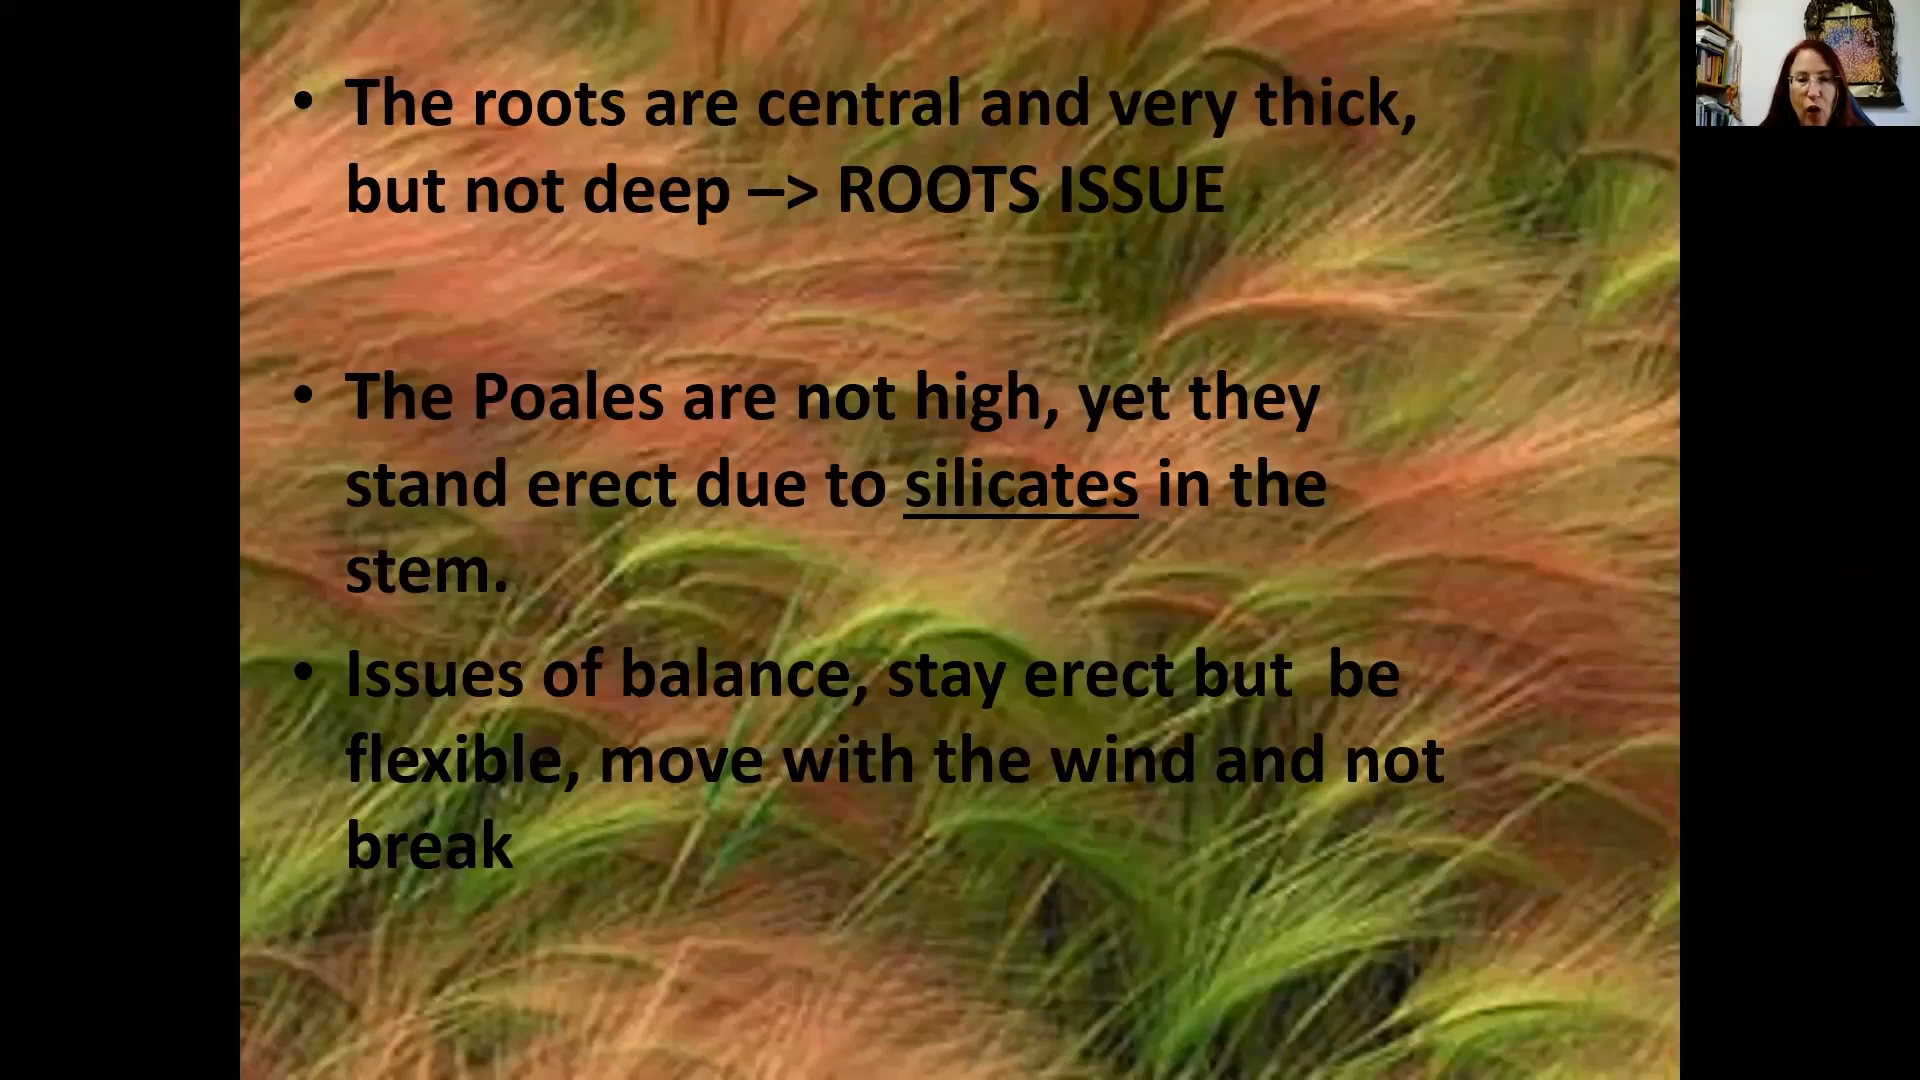 • The roots are central and very thick,
but not deep –> ROOTS ISSUE
• The Poales are not high, yet they
stand erect due to silicates in the
stem.
• Issues of balance, stay erect but  be
flexible, move with the wind and not
break